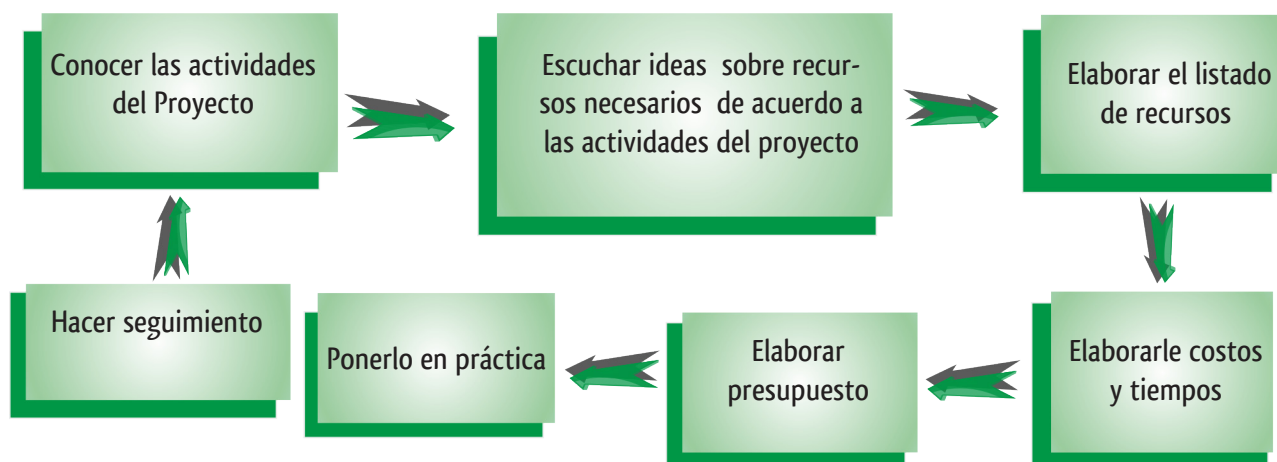 Conocer las actividades
del Proyecto
Escuchar ideas sobre recur-
sos necesarios de acuerdo a
las actividades del proyecto
Elaborar el listado
de recursos
Elaborarle costos
y tiempos
Elaborar
presupuesto
Ponerlo en práctica
Hacer seguimiento